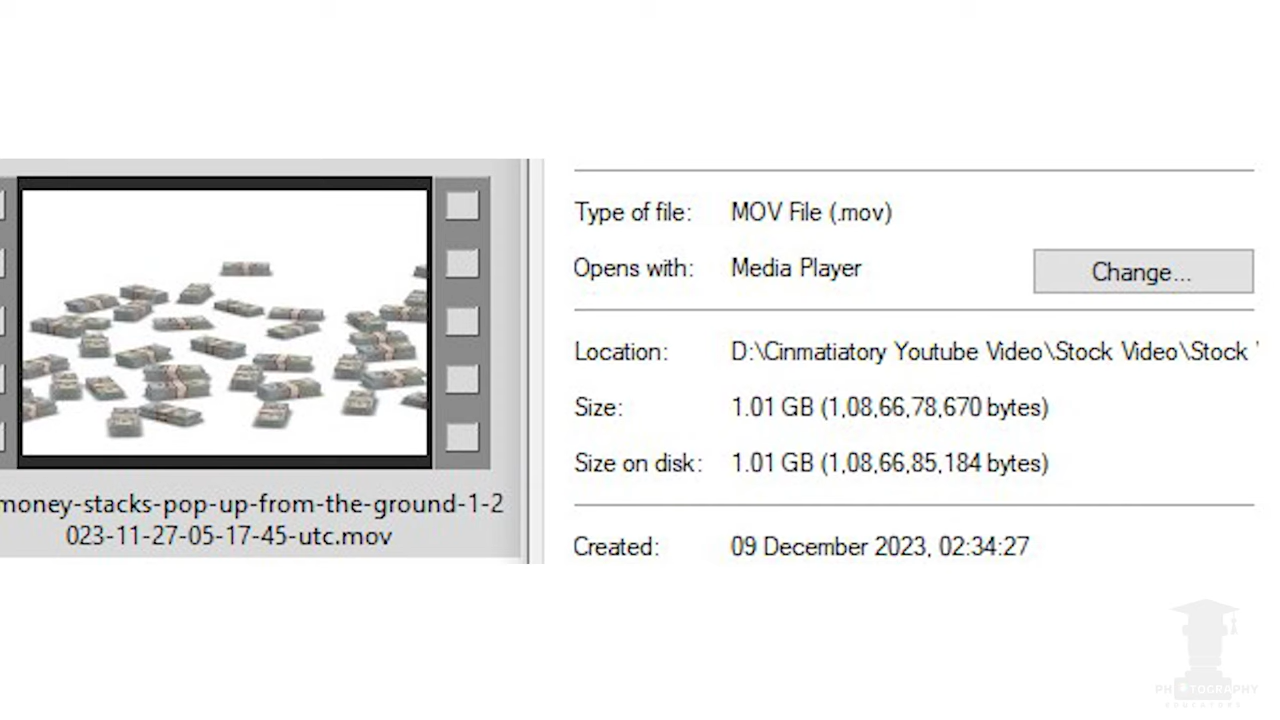 money-stacks-pop-up-from-the-ground-1-2
023-11-27-05-17-45-utc.mov
Type of file: MOV File (.mov)
Opens with: Media Player Change...
Location: D:\Cinmatiatory Youtube Video\Stock Video\Stock
Size: 1.01 GB (1,08,66,78,670 bytes)
Size on disk: 1.01 GB (1,08,66,85,184 bytes)
Created: 09 December 2023, 02:34:27
PHOTOGRAPHY
EDUCATORS